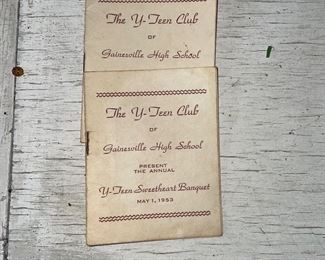 The Y-Teen Club
OF
Gainesville High School
The Y-Teen Club
OF
Gainesville High School
PRESENT
THE ANNUAL
Y-Teen Sweetheart Banquet
MAY 1, 1953